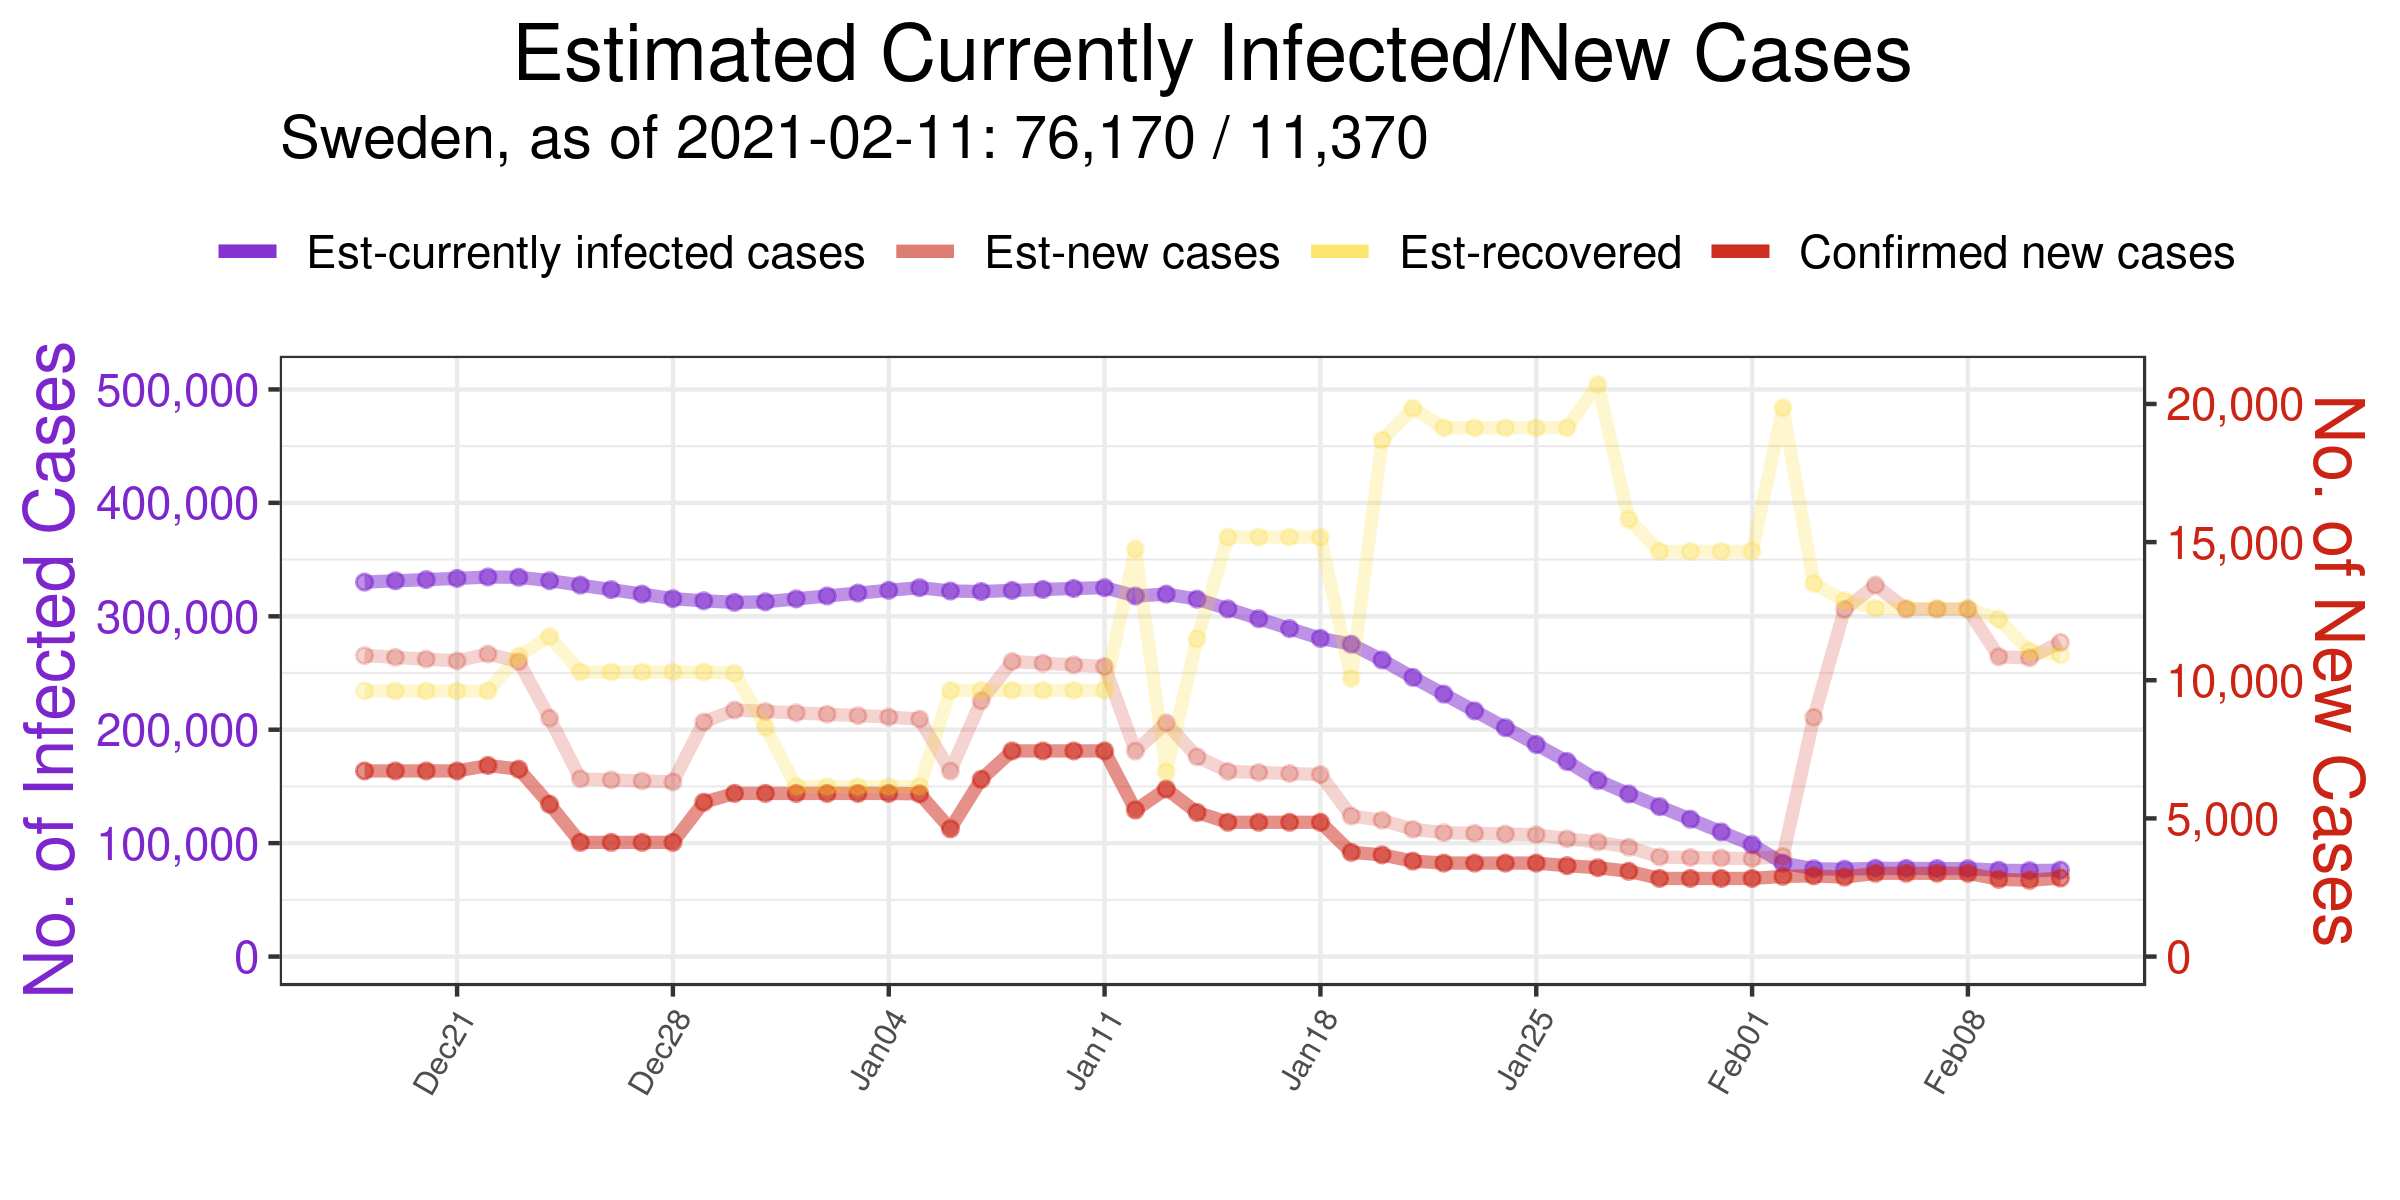 Estimated Currently Infected/New Cases
Sweden, as of 2021-02-11: 76,170 / 11,370
Est-currently infected cases Est-new cases Est-recovered Confirmed new cases
No. of Infected Cases
500,000
400,000
300,000
200,000
100,000
0
20,000
15,000
10,000
5,000
0
No. of New Cases
Dec21 Dec28 Jan04 Jan11 Jan18 Jan25 Feb01 Feb08